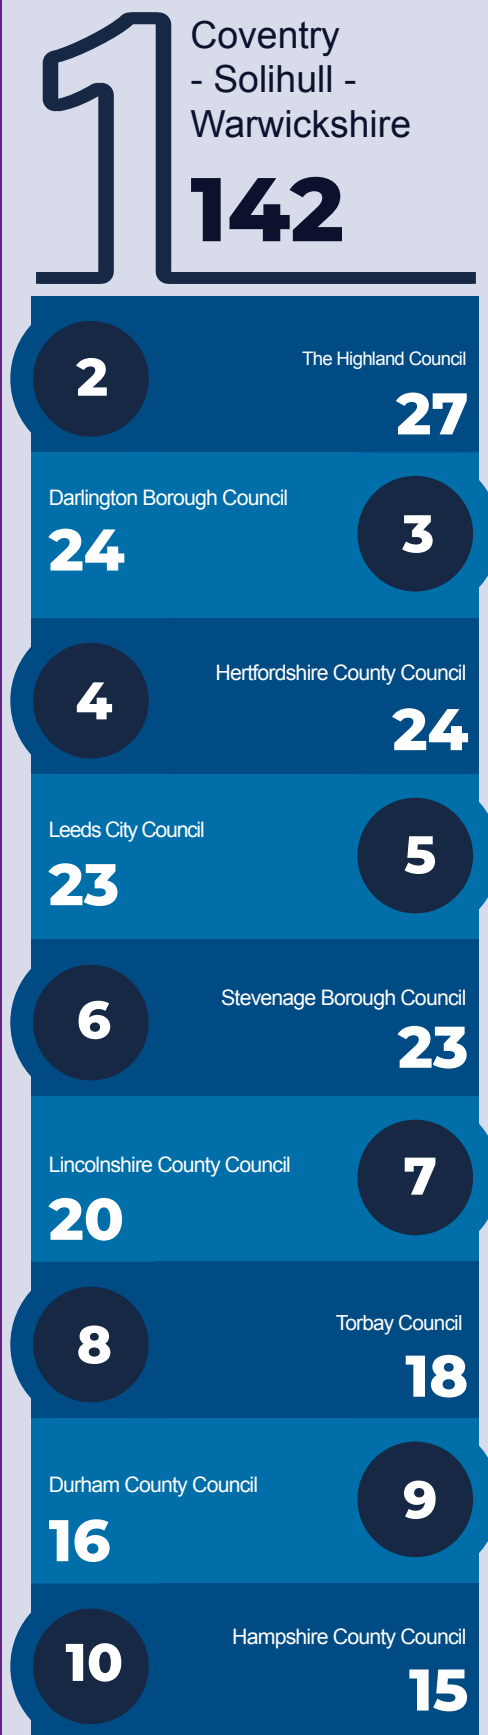 1
Coventry
- Solihull -
Warwickshire
142
2
The Highland Council
27
Darlington Borough Council
24
3
4
Hertfordshire County Council
24
Leeds City Council
23
5
6
Stevenage Borough Council
23
Lincolnshire County Council
20
7
8
Torbay Council
18
Durham County Council
16
9
10
Hampshire County Council
15